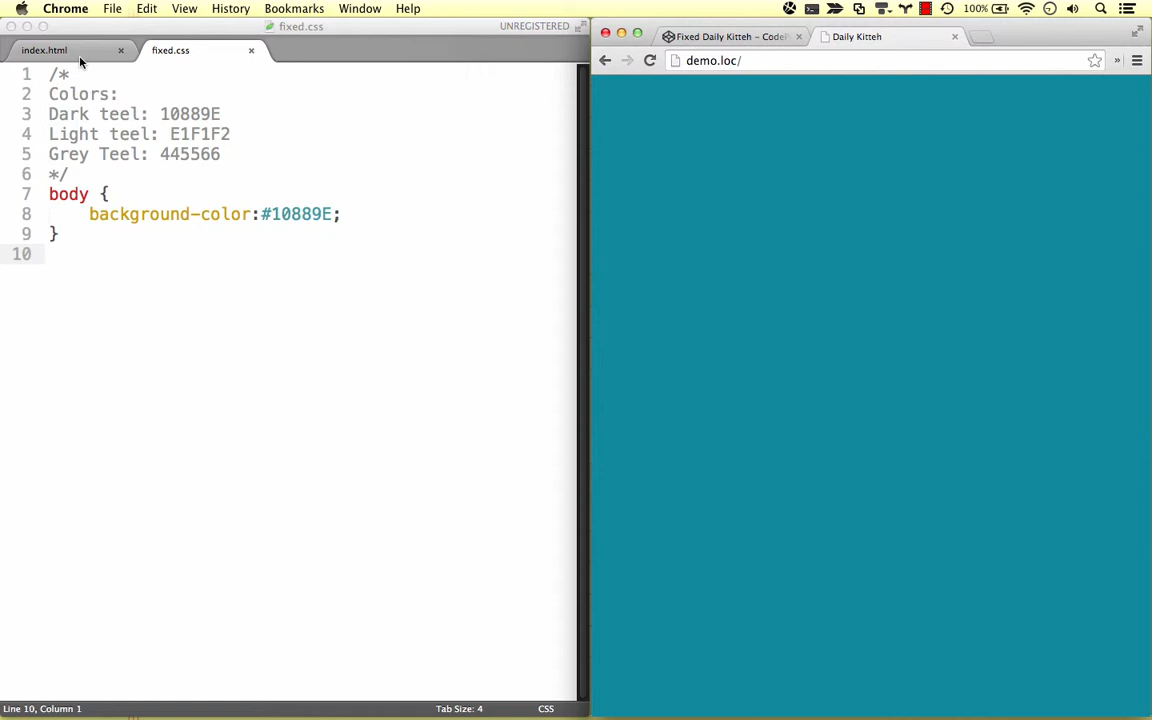 Chrome File Edit View History Bookmarks Window Help 100%
fixed.css UNREGISTERED
index.html × fixed.css ×
1 /*
2 Colors:
3 Dark teel: 10889E
4 Light teel: E1F1F2
5 Grey Teel: 445566
6 */
7 body {
8 background-color:#10889E;
9 }
10
Line 10, Column 1 Tab Size: 4 CSS
Fixed Daily Kitteh - CodeP × Daily Kitteh ×
demo.loc/ »